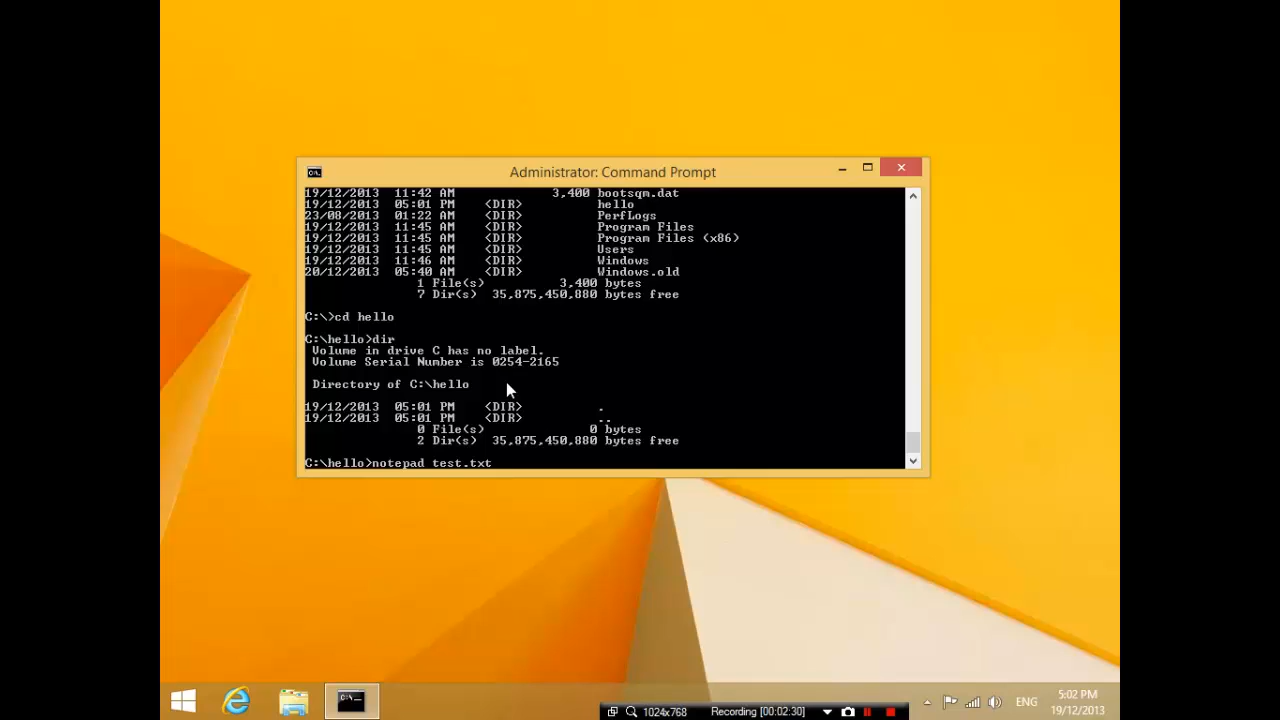 Administrator: Command Prompt
19/12/2013  11:42 AM             3,400 bootsqm.dat
19/12/2013  05:01 PM    <DIR>          hello
23/08/2013  01:22 AM    <DIR>          PerfLogs
19/12/2013  11:45 AM    <DIR>          Program Files
19/12/2013  11:45 AM    <DIR>          Program Files (x86)
19/12/2013  11:45 AM    <DIR>          Users
19/12/2013  11:46 AM    <DIR>          Windows
20/12/2013  05:40 AM    <DIR>          Windows.old
1 File(s)          3,400 bytes
7 Dir(s)  35,875,450,880 bytes free
C:\>cd hello
C:\hello>dir
Volume in drive C has no label.
Volume Serial Number is 0254-2165
Directory of C:\hello
19/12/2013  05:01 PM    <DIR>          .
19/12/2013  05:01 PM    <DIR>          ..
0 File(s)              0 bytes
2 Dir(s)  35,875,450,880 bytes free
C:\hello>notepad test.txt
ENG
5:02 PM
19/12/2013
1024x768
Recording [00:02:30]